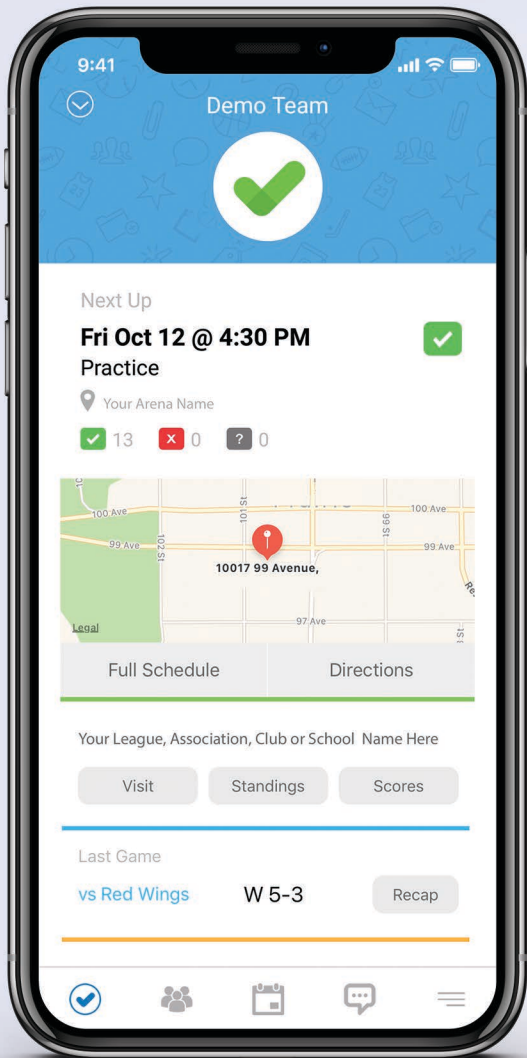 9:41
Demo Team
Next Up
Fri Oct 12 @ 4:30 PM
Practice
Your Arena Name
13 x 0 ? 0
100 Ave
101 St
100 Ave
99 Ave
102 St
99 St
99 Ave
10017 99 Avenue,
97 Ave
Legal
Full Schedule
Directions
Your League, Association, Club or School Name Here
Visit
Standings
Scores
Last Game
vs Red Wings
W 5-3
Recap